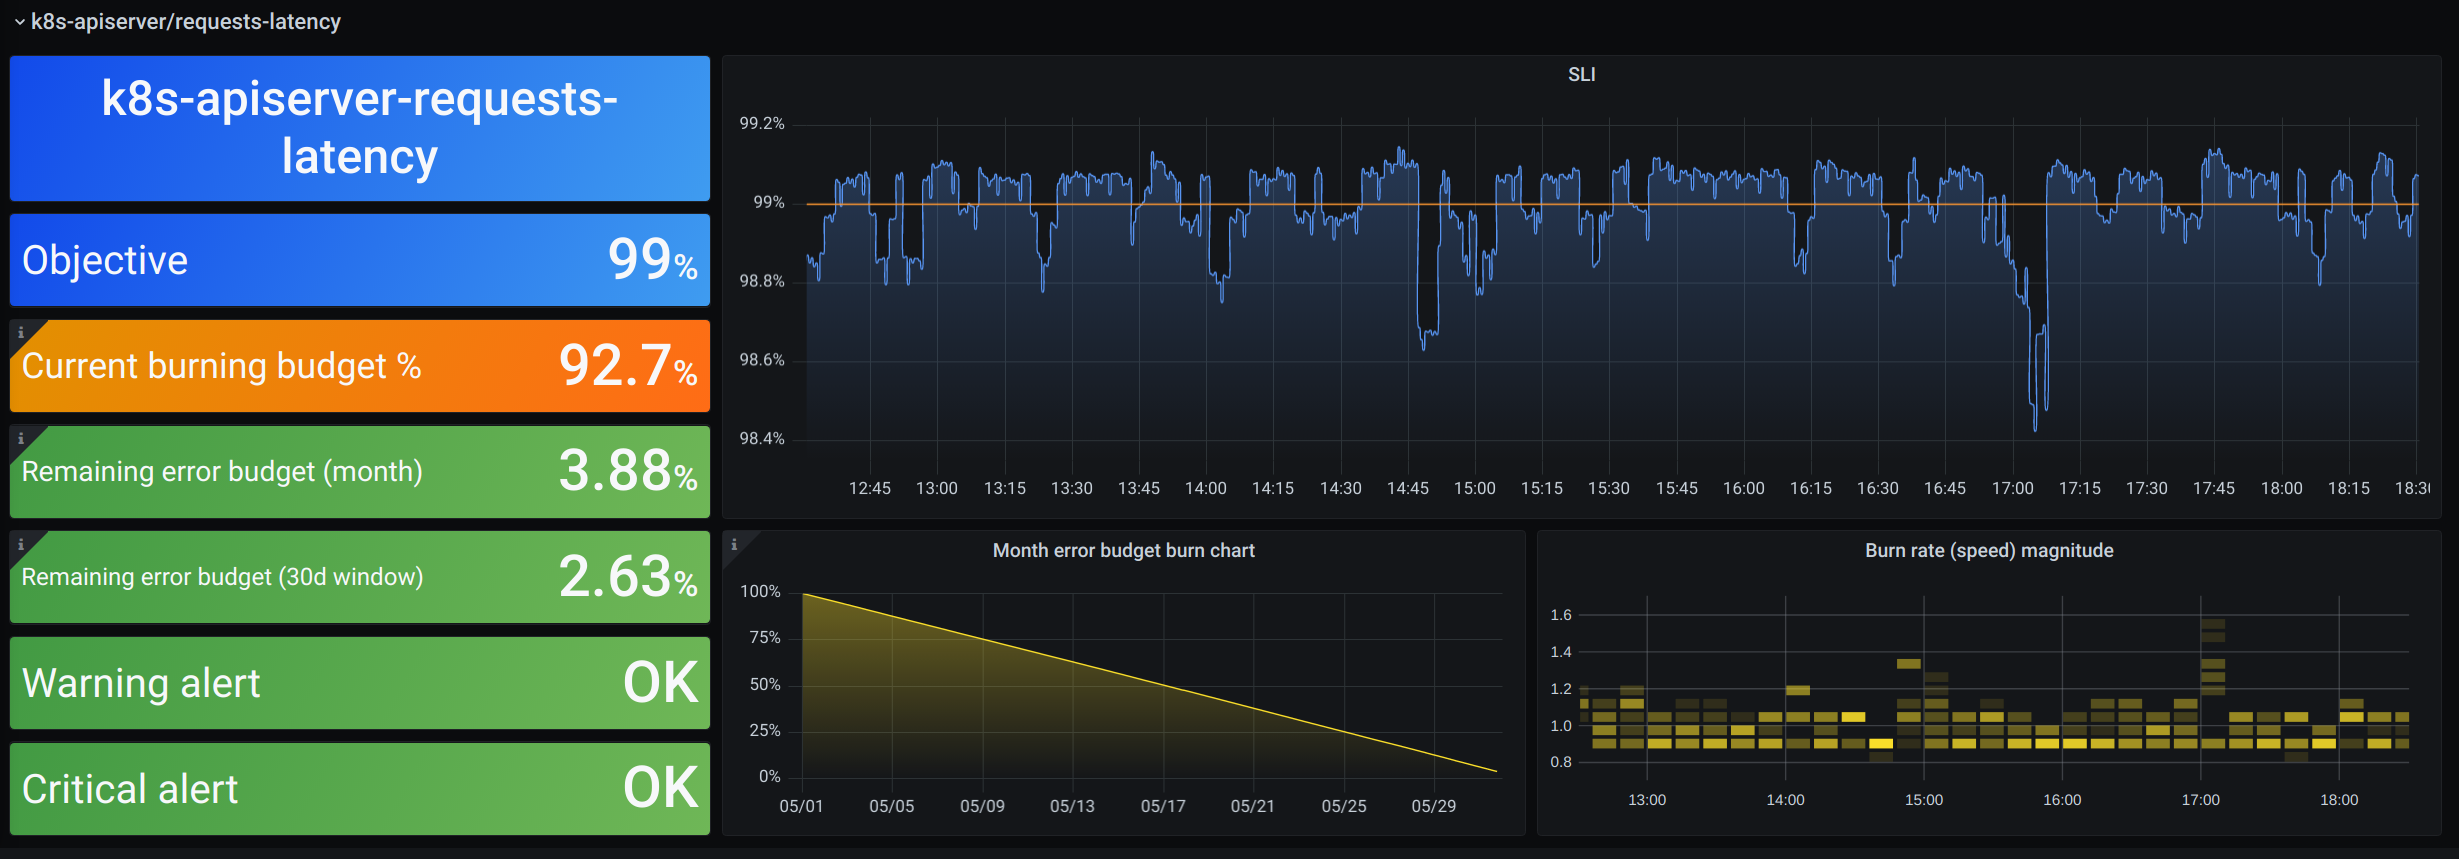 k8s-apiserver/requests-latency
k8s-apiserver-requests-
latency
Objective
99%
Current burning budget %
92.7%
Remaining error budget (month)
3.88%
Remaining error budget (30d window)
2.63%
Warning alert
OK
Critical alert
OK
SLI
99.2%
99%
98.8%
98.6%
98.4%
12:45 13:00 13:15 13:30 13:45 14:00 14:15 14:30 14:45 15:00 15:15 15:30 15:45 16:00 16:15 16:30 16:45 17:00 17:15 17:30 17:45 18:00 18:15 18:30
Month error budget burn chart
100%
75%
50%
25%
0%
05/01 05/05 05/09 05/13 05/17 05/21 05/25 05/29
Burn rate (speed) magnitude
1.6
1.4
1.2
1.0
0.8
13:00 14:00 15:00 16:00 17:00 18:00